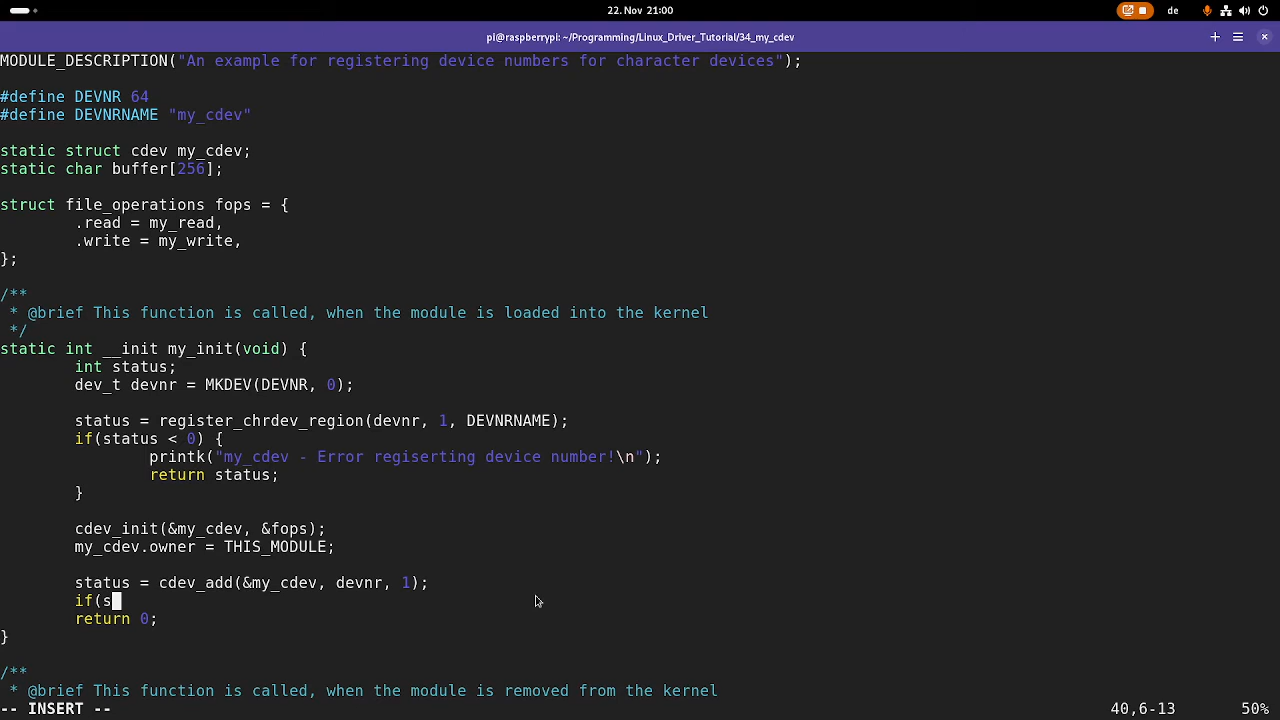 22. Nov 21:00
de
pi@raspberrypi: ~/Programming/Linux_Driver_Tutorial/34_my_cdev
MODULE_DESCRIPTION("An example for registering device numbers for character devices");
#define DEVNR 64
#define DEVNRNAME "my_cdev"
static struct cdev my_cdev;
static char buffer[256];
struct file_operations fops = {
.read = my_read,
.write = my_write,
};
/**
* @brief This function is called, when the module is loaded into the kernel
*/
static int __init my_init(void) {
int status;
dev_t devnr = MKDEV(DEVNR, 0);
status = register_chrdev_region(devnr, 1, DEVNRNAME);
if(status < 0) {
printk("my_cdev - Error regiserting device number!\n");
return status;
}
cdev_init(&my_cdev, &fops);
my_cdev.owner = THIS_MODULE;
status = cdev_add(&my_cdev, devnr, 1);
if(s
return 0;
}
/**
* @brief This function is called, when the module is removed from the kernel
-- INSERT --
40,6-13
50%